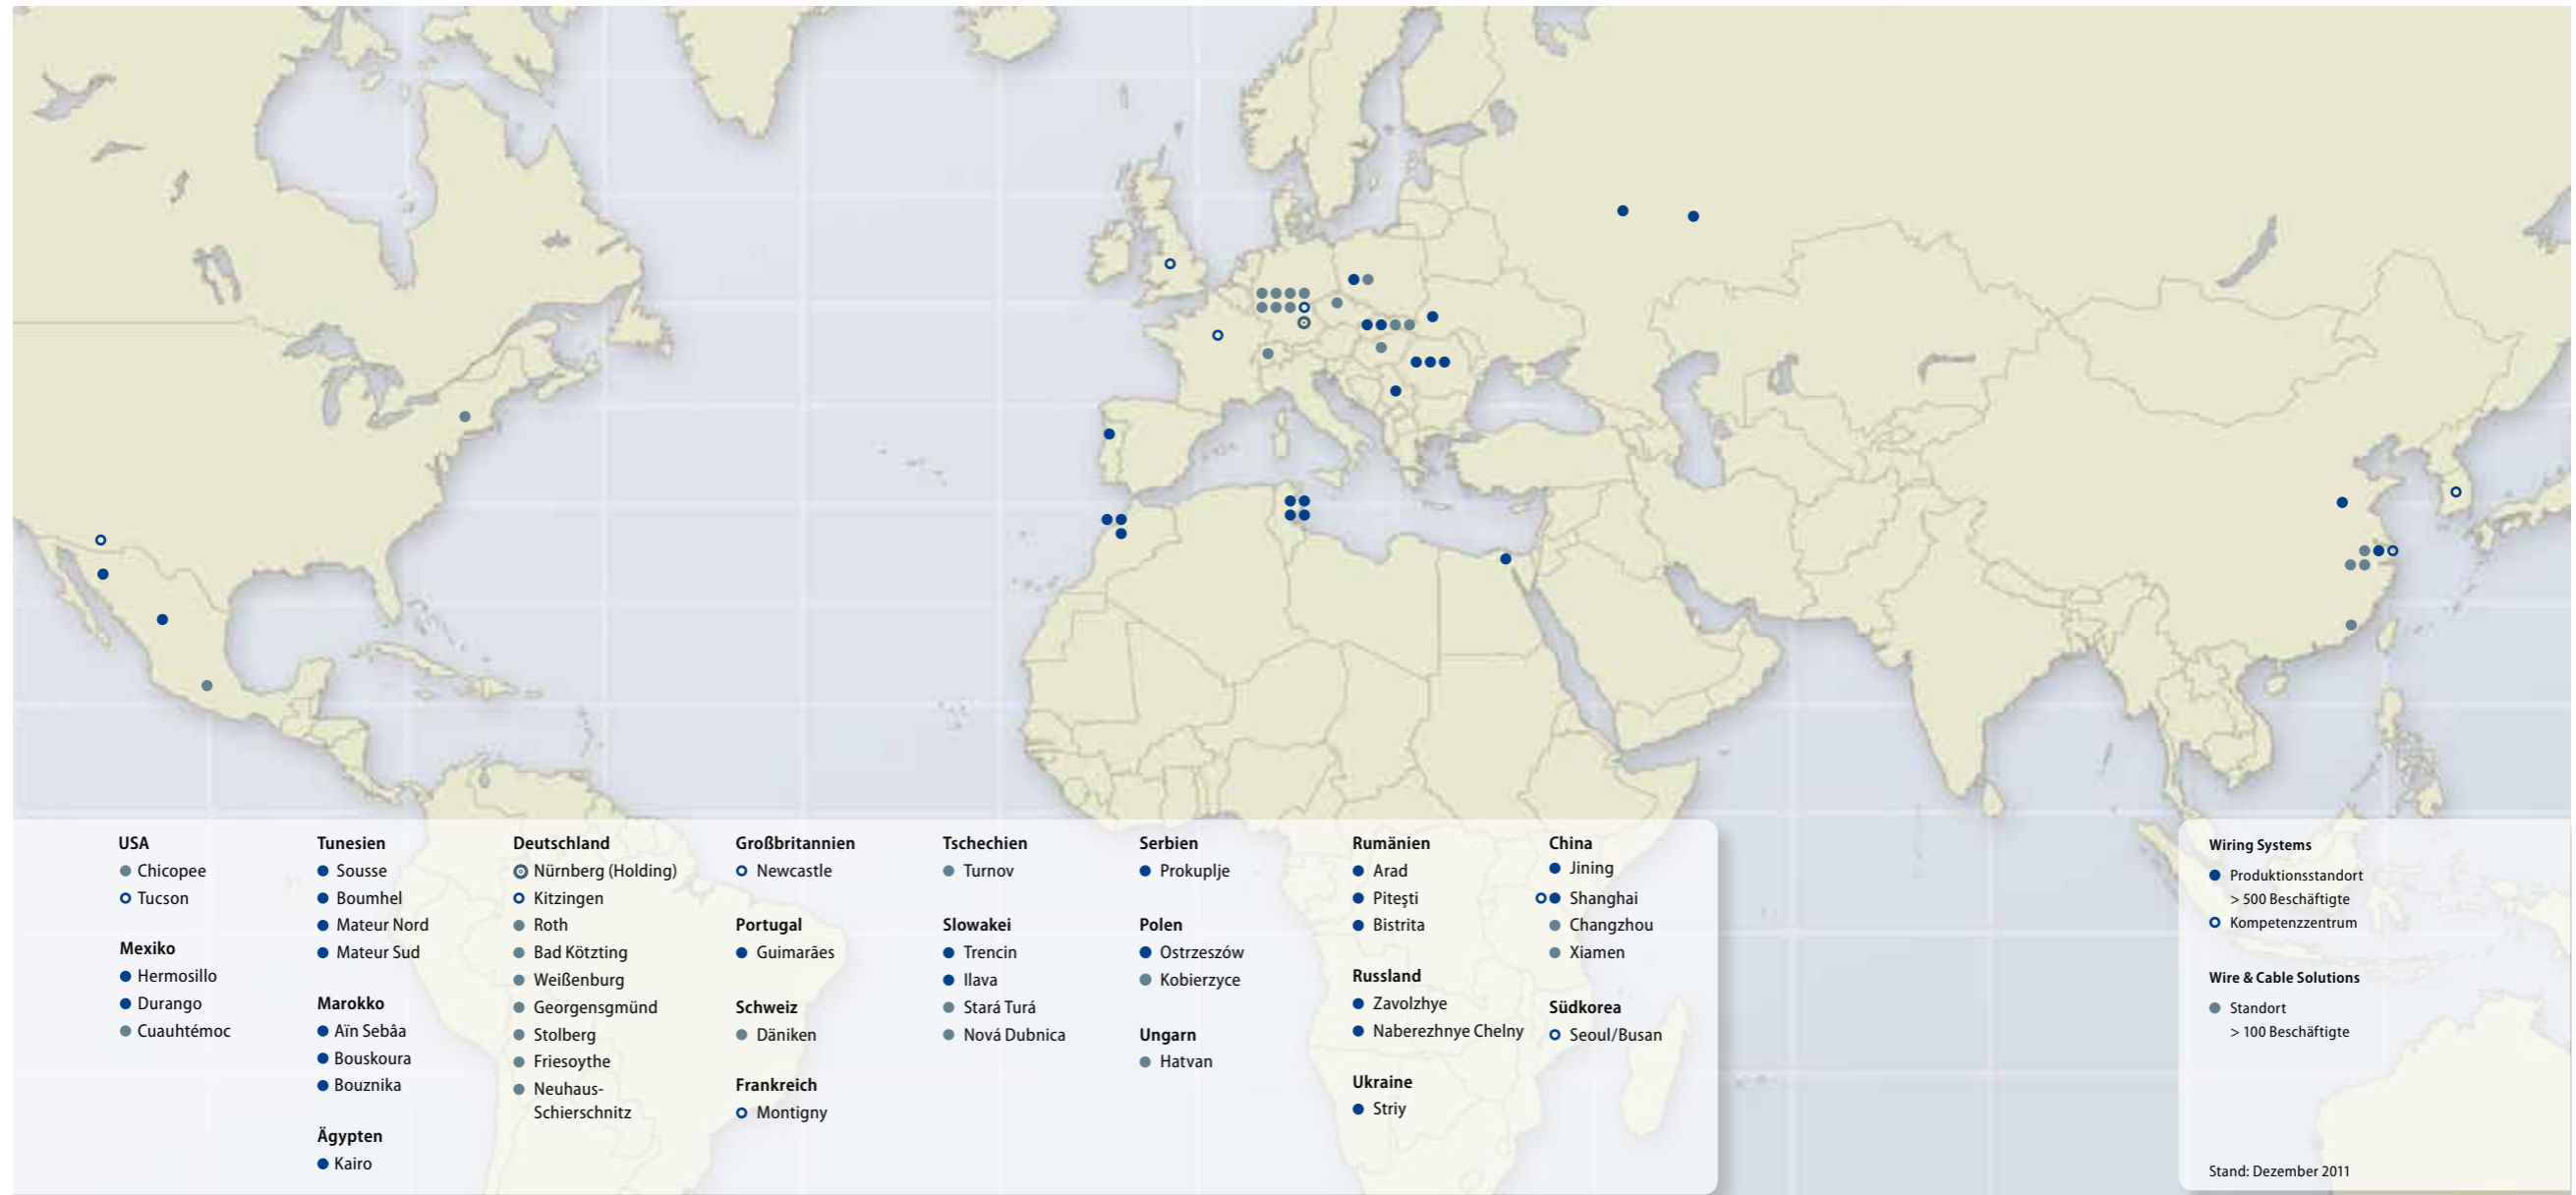 USA
Chicopee
Tucson
Mexiko
Hermosillo
Durango
Cuauhtémoc
Tunesien
Sousse
Boumhel
Mateur Nord
Mateur Sud
Marokko
Aïn Sebâa
Bouskoura
Bouznika
Ägypten
Kairo
Deutschland
Nürnberg (Holding)
Kitzingen
Roth
Bad Kötzting
Weißenburg
Georgensgmünd
Stolberg
Friesoythe
Neuhaus-
Schierschnitz
Großbritannien
Newcastle
Portugal
Guimarães
Schweiz
Däniken
Frankreich
Montigny
Tschechien
Turnov
Slowakei
Trencin
Ilava
Stará Turá
Nová Dubnica
Serbien
Prokuplje
Polen
Ostrzeszów
Kobierzyce
Ungarn
Hatvan
Rumänien
Arad
Piteşti
Bistrita
Russland
Zavolzhye
Naberezhnye Chelny
Ukraine
Striy
China
Jining
Shanghai
Changzhou
Xiamen
Südkorea
Seoul/Busan
Wiring Systems
Produktionsstandort
> 500 Beschäftigte
Kompetenzzentrum
Wire & Cable Solutions
Standort
> 100 Beschäftigte
Stand: Dezember 2011